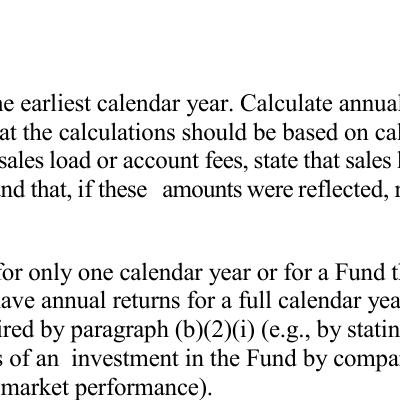 ne earliest calendar year. Calculate annual
at the calculations should be based on cal
sales load or account fees, state that sales l
nd that, if these amounts were reflected, r
for only one calendar year or for a Fund t
ave annual returns for a full calendar yea
ired by paragraph (b)(2)(i) (e.g., by statin
s of an investment in the Fund by compa
market performance).